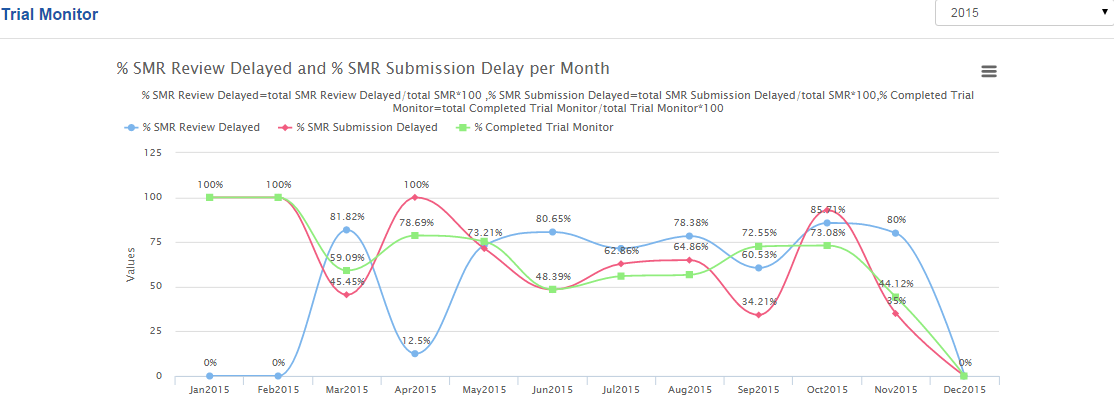 Trial Monitor
2015
% SMR Review Delayed and % SMR Submission Delay per Month
% SMR Review Delayed=total SMR Review Delayed/total SMR*100 ,% SMR Submission Delayed=total SMR Submission Delayed/total SMR*100,% Completed Trial
Monitor=total Completed Trial Monitor/total Trial Monitor*100
% SMR Review Delayed % SMR Submission Delayed % Completed Trial Monitor
125
100
75
50
25
0
Values
100% 100% 100%
81.82% 78.69% 73.21% 80.65% 78.38% 72.55% 85.71% 80%
59.09% 62.86% 64.86% 60.53% 73.08%
45.45% 48.39% 34.21% 44.12%
35%
12.5%
0% 0% 0%
Jan2015 Feb2015 Mar2015 Apr2015 May2015 Jun2015 Jul2015 Aug2015 Sep2015 Oct2015 Nov2015 Dec2015